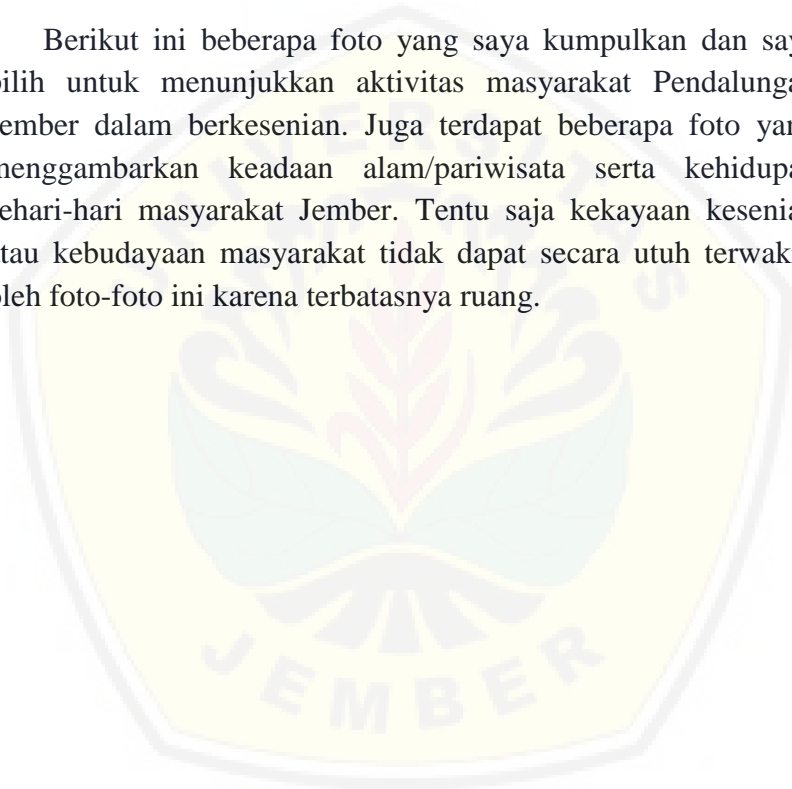 Berikut ini beberapa foto yang saya kumpulkan dan say
pilih untuk menunjukkan aktivitas masyarakat Pendalunga
ember dalam berkesenian. Juga terdapat beberapa foto yan
menggambarkan keadaan alam/pariwisata serta kehidupa
sehari-hari masyarakat Jember. Tentu saja kekayaan kesenia
atau kebudayaan masyarakat tidak dapat secara utuh terwak
oleh foto-foto ini karena terbatasnya ruang.
UNIVERSITAS
JEMBER